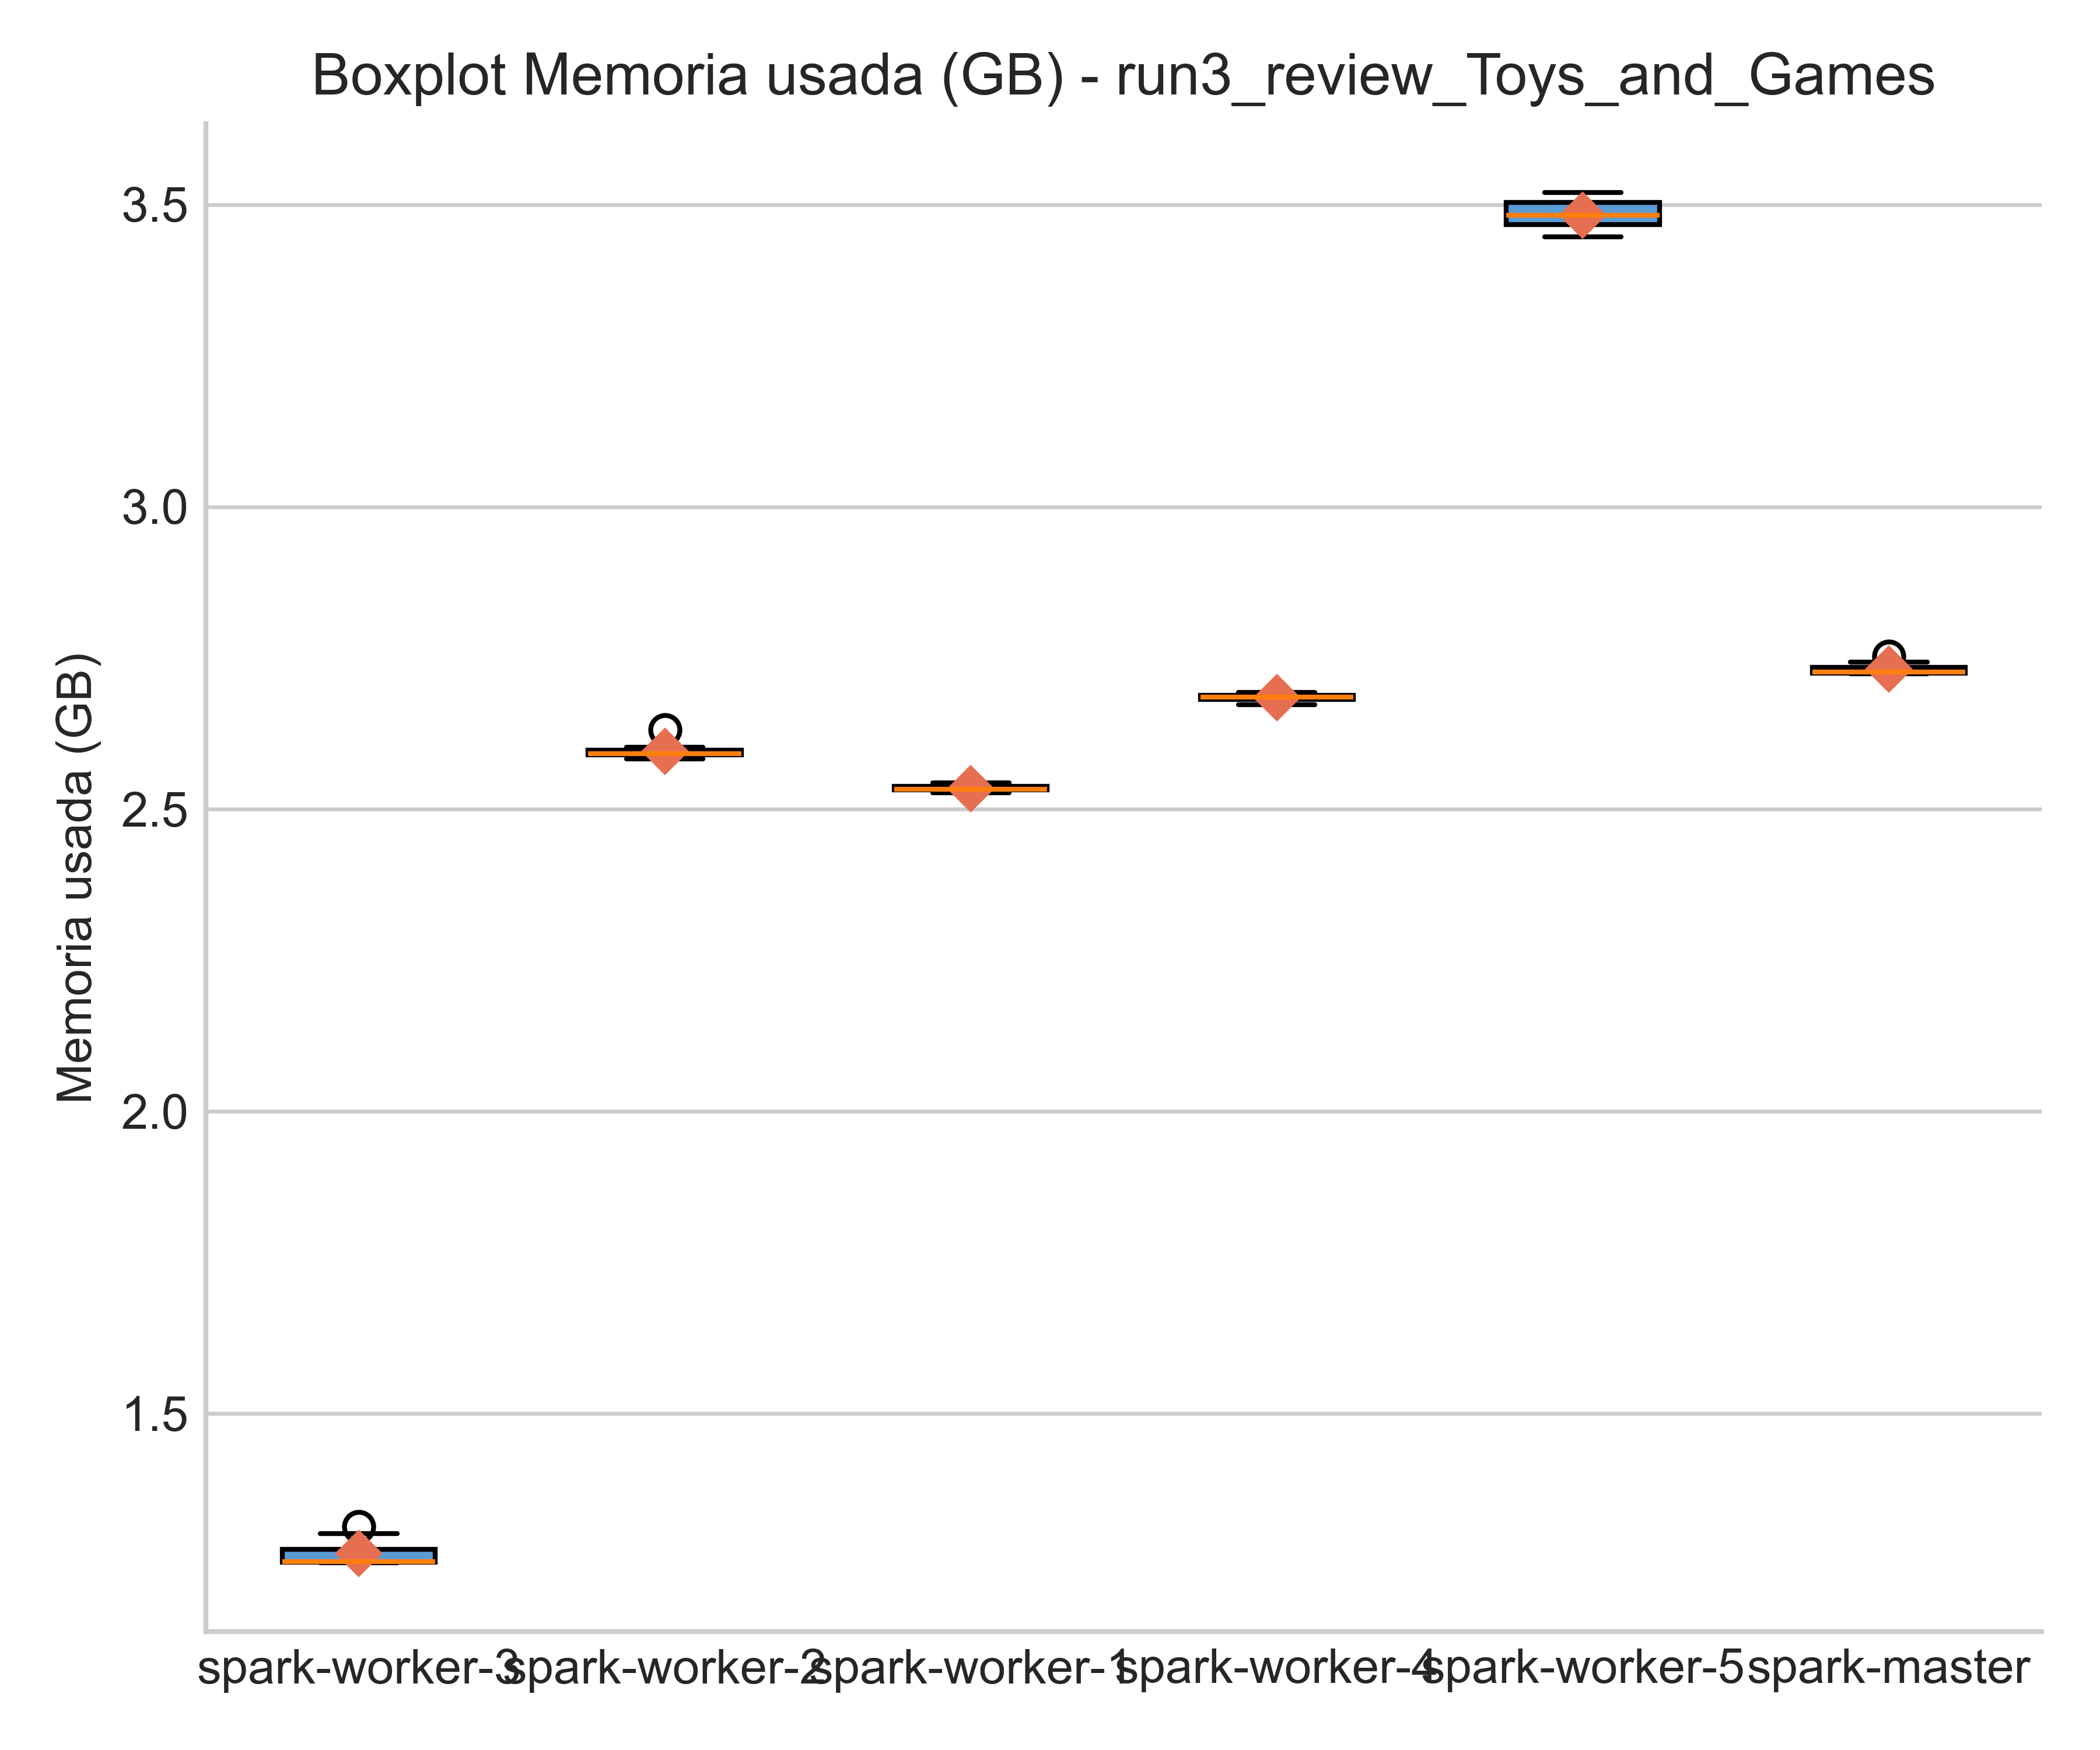 Boxplot Memoria usada (GB) - run3_review_Toys_and_Games
Memoria usada (GB)
3.5
3.0
2.5
2.0
1.5
spark-worker-3
spark-worker-2
spark-worker-1
spark-worker-4
spark-worker-5
spark-master